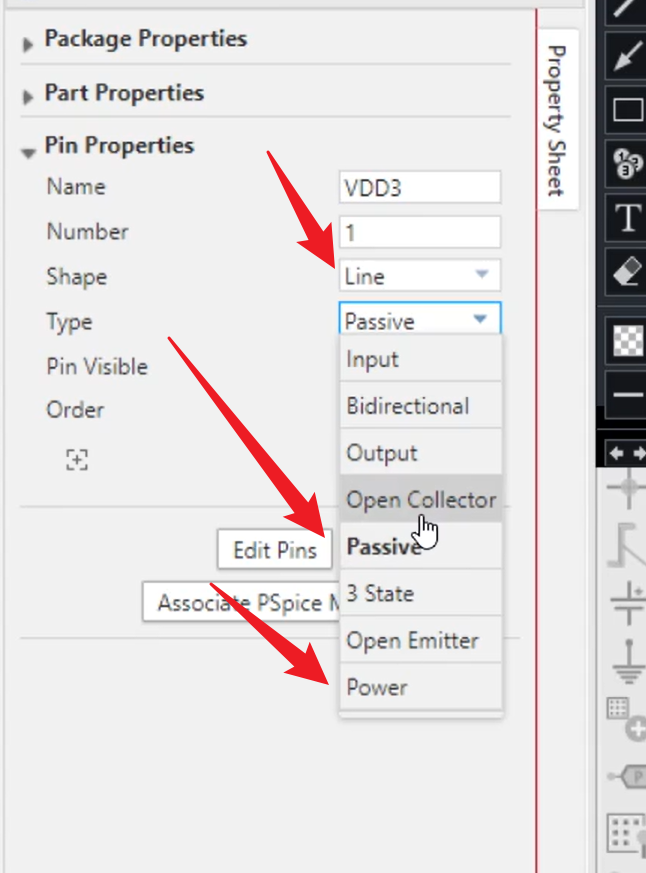 Package Properties
Part Properties
Pin Properties
Name VDD3
Number 1
Shape Line
Type Passive
Pin Visible
Order
Input
Bidirectional
Output
Open Collector
Passive
3 State
Open Emitter
Power
Edit Pins
Associate PSpice M
Property Sheet
T
P